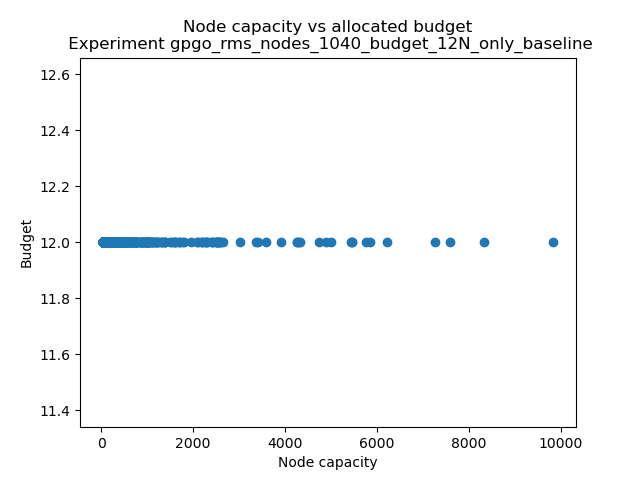 Node capacity vs allocated budget
Experiment gpgo_rms_nodes_1040_budget_12N_only_baseline
12.6
12.4
12.2
12.0
11.8
11.6
11.4
Budget
0 2000 4000 6000 8000 10000
Node capacity